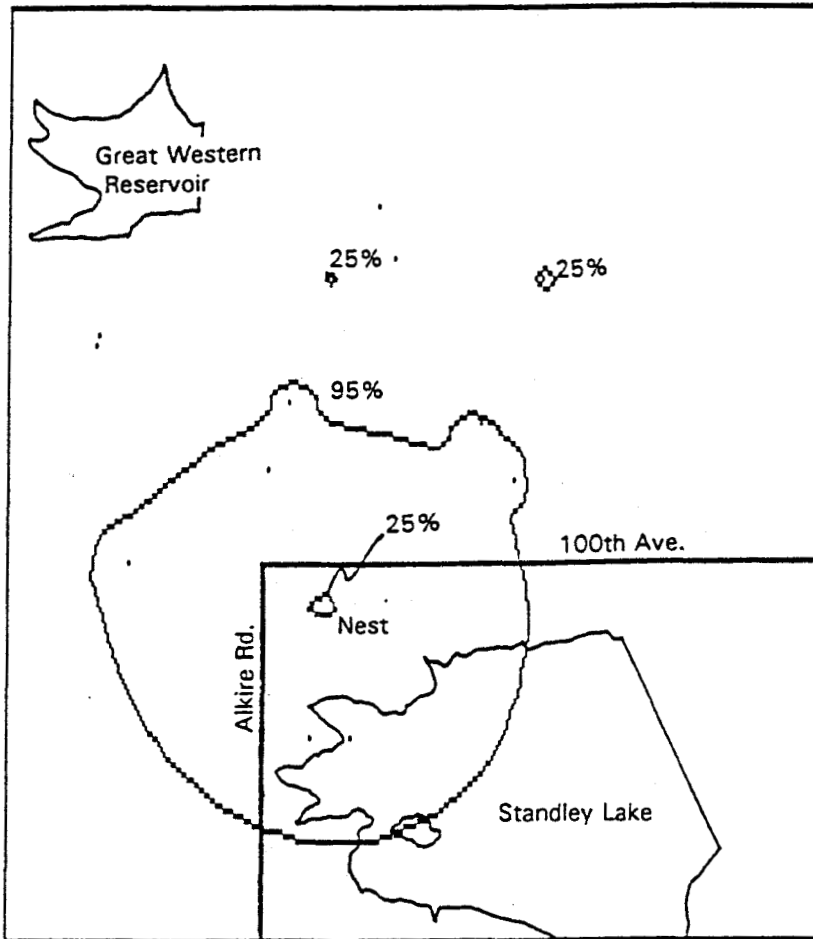 Great Western
Reservoir
25%
25%
95%
25%
100th Ave.
Nest
Alkire Rd.
Standley Lake